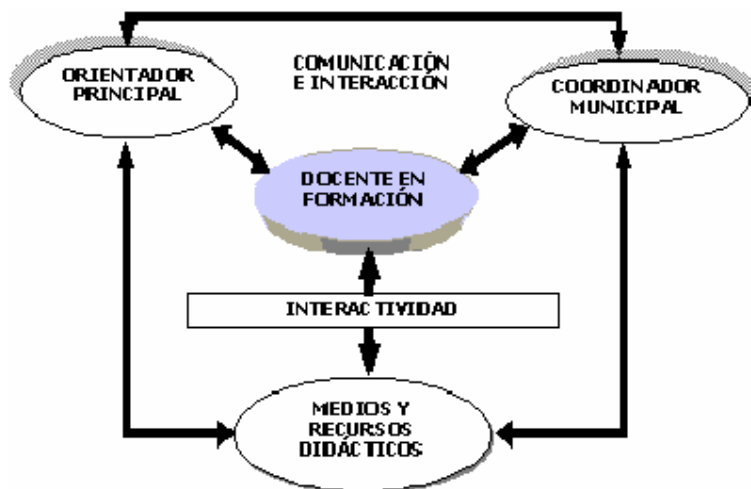 ORIENTADOR
PRINCIPAL
COMUNICACIÓN
E INTERACCIÓN
COORDINADOR
MUNICIPAL
DOCENTE EN
FORMACIÓN
INTERACTIVIDAD
MEDIOS Y
RECURSOS
DIDÁCTICOS